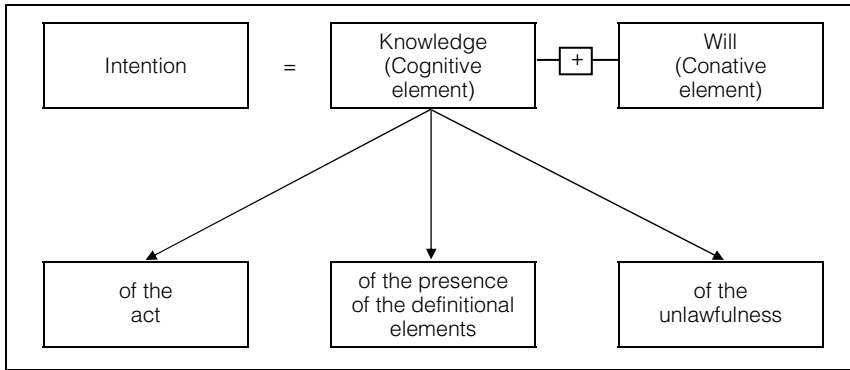 Intention
=
Knowledge
(Cognitive
element)
+
Will
(Conative
element)
of the
act
of the presence
of the definitional
elements
of the
unlawfulness